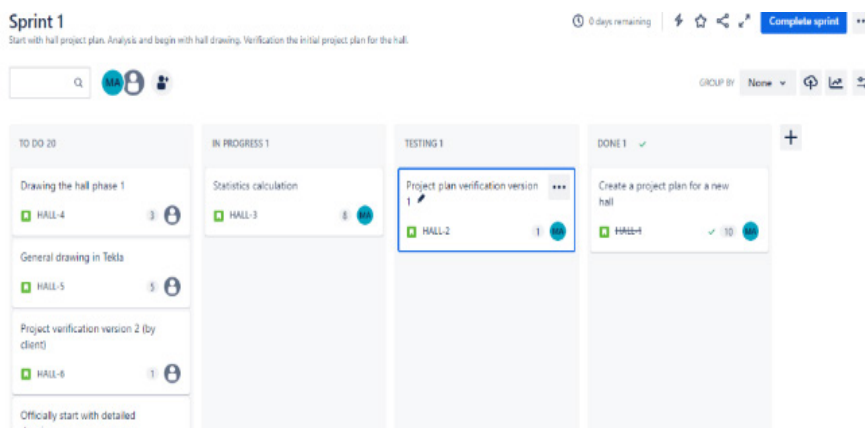 Sprint 1
Start with hall project plan. Analysis and begin with hall drawing. Verification the initial project plan for the hall.
0 days remaining
Complete sprint
MA
GROUP BY None
TO DO 20
Drawing the hall phase 1
HALL-4 3
General drawing in Tekla
HALL-5 5
Project verification version 2 (by
client)
HALL-6 1
Officially start with detailed
IN PROGRESS 1
Statistics calculation
HALL-3 8 MA
TESTING 1
Project plan verification version
1
HALL-2 1 MA
DONE 1
Create a project plan for a new
hall
HALL-1 10 MA